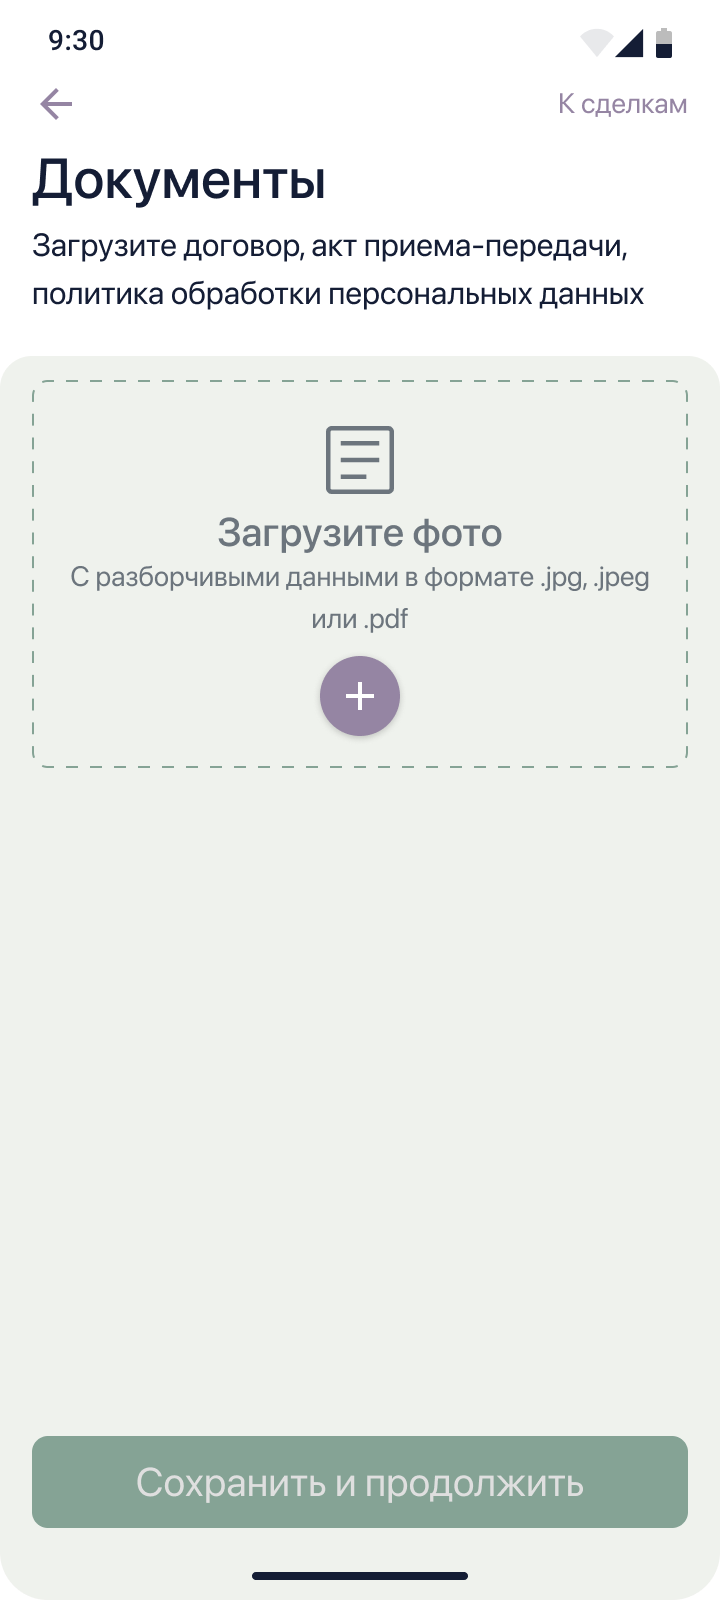 9:30
К сделкам
Документы
Загрузите договор, акт приема-передачи,
политика обработки персональных данных
Загрузите фото
С разборчивыми данными в формате .jpg, .jpeg
или .pdf
Сохранить и продолжить